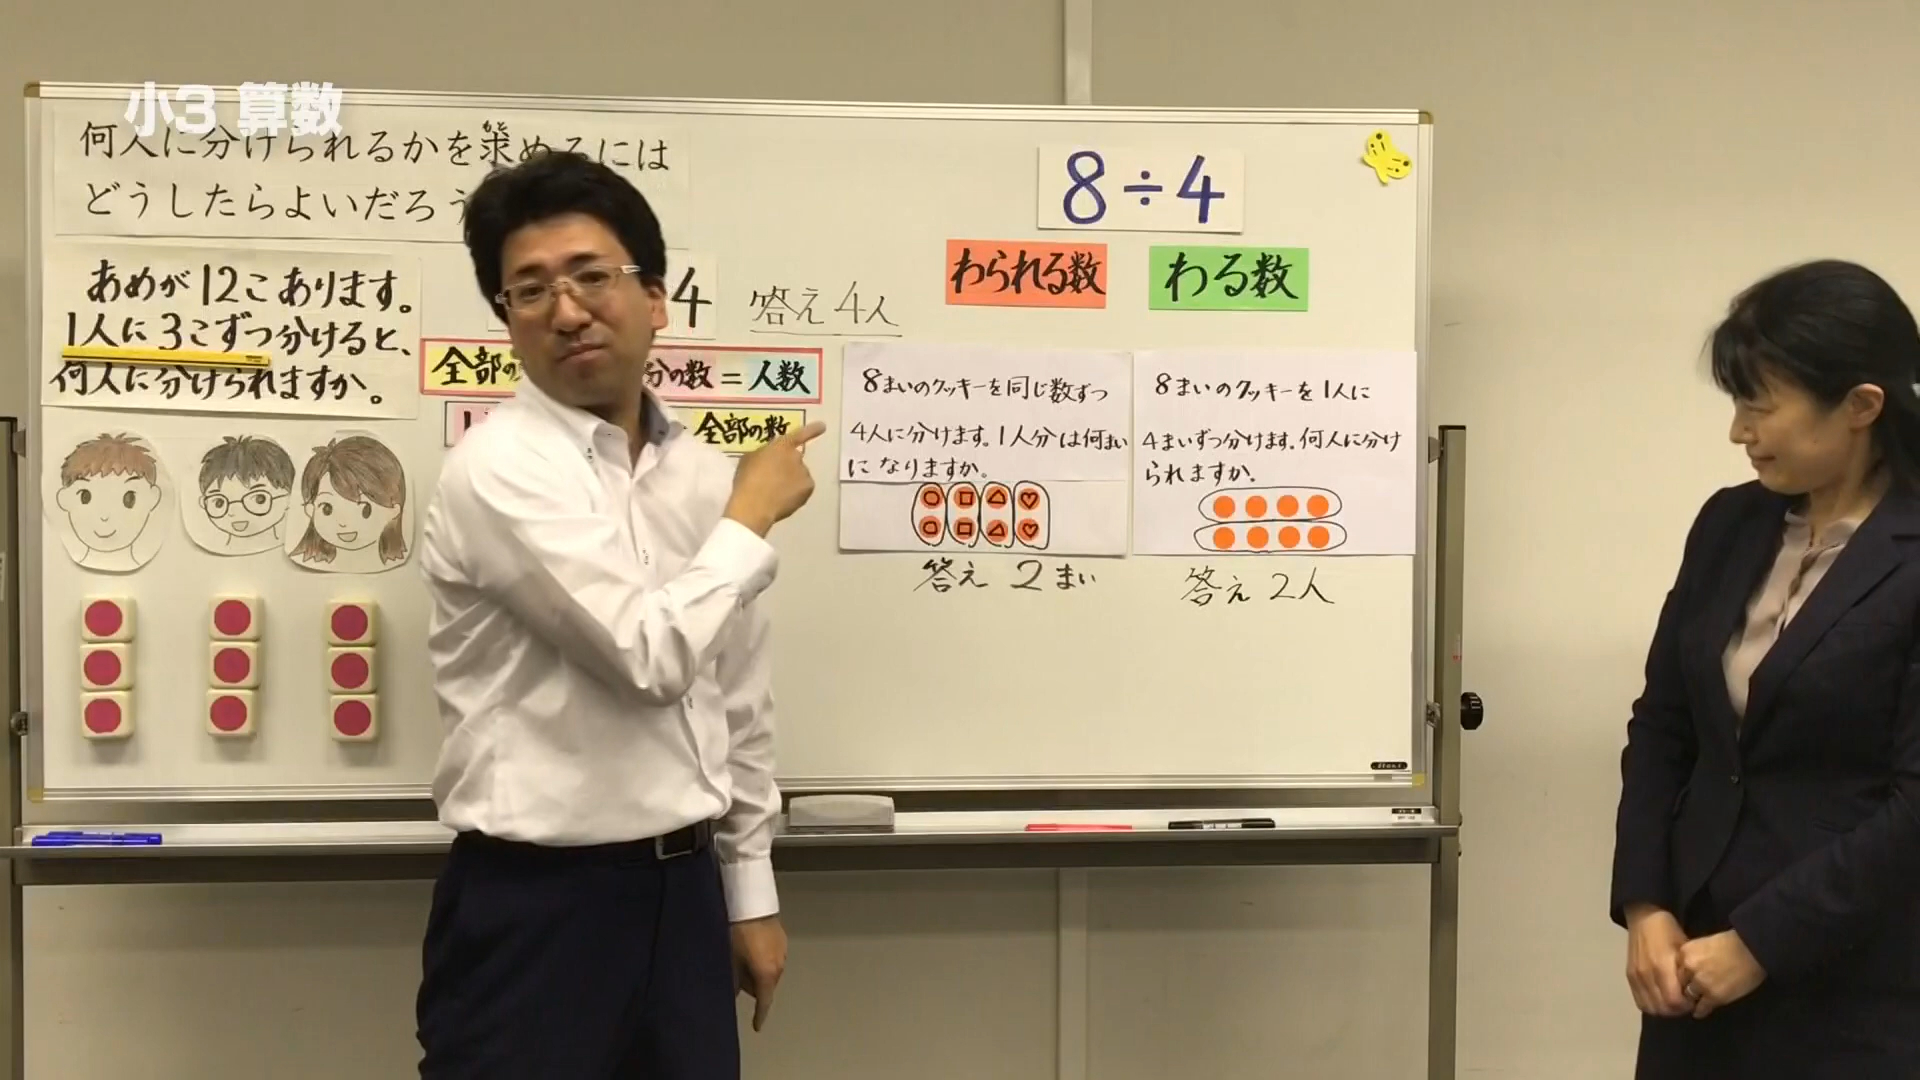 小3 算数
何人に分けられるかを求めるには
もと
どうしたらよいだろう
あめが12こあります。
1人に3こずつ分けると、
何人に分けられますか。
4
答え4人
全部の
分の数=人数
全部の数
8÷4
わられる数
わる数
8まいのクッキーを同じ数ずつ
4人に分けます。1人分は何まい
になりますか。
答え 2まい
8まいのクッキーを1人に
4まいずつ分けます。何人に分け
られますか。
答え 2人